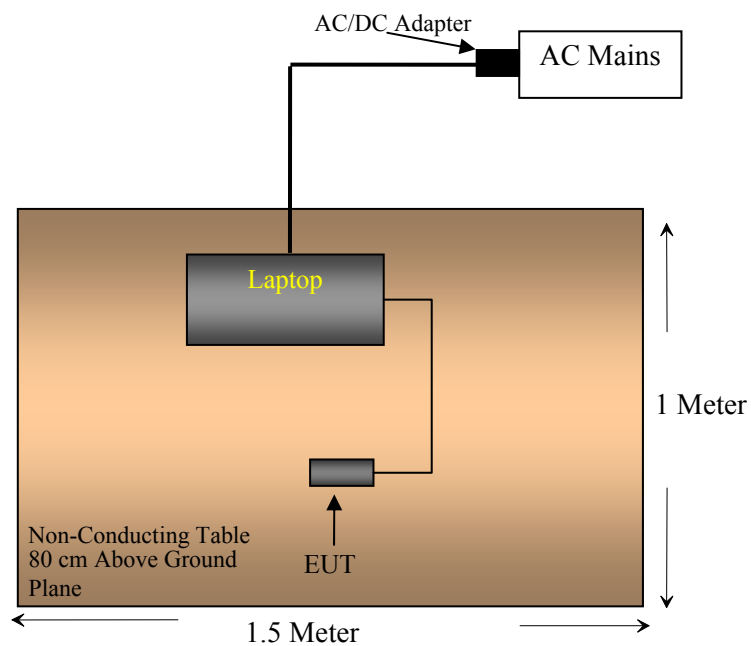 AC/DC Adapter
AC Mains
Laptop
1 Meter
Non-Conducting Table
80 cm Above Ground
Plane
EUT
1.5 Meter